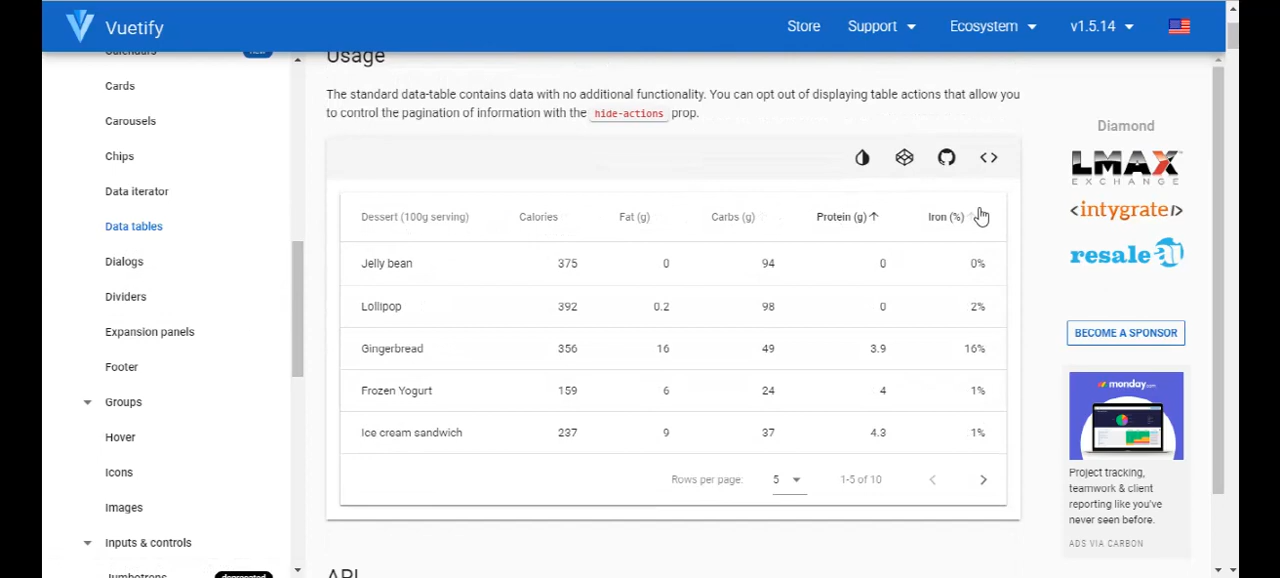 Vuetify
Store
Support
Ecosystem
v1.5.14
Calendars
new
Cards
Carousels
Chips
Data iterator
Data tables
Dialogs
Dividers
Expansion panels
Footer
Groups
Hover
Icons
Images
Inputs & controls
Jumbotrons
deprecated
Usage
The standard data-table contains data with no additional functionality. You can opt out of displaying table actions that allow you
to control the pagination of information with the hide-actions prop.
Dessert (100g serving) Calories Fat (g) Carbs (g) Protein (g) Iron (%)
Jelly bean 375 0 94 0 0%
Lollipop 392 0.2 98 0 2%
Gingerbread 356 16 49 3.9 16%
Frozen Yogurt 159 6 24 4 1%
Ice cream sandwich 237 9 37 4.3 1%
Rows per page: 5 1-5 of 10
API
Diamond
LMAX
EXCHANGE
<intygrate/>
resale ai
BECOME A SPONSOR
monday.com
Project tracking,
teamwork & client
reporting like you've
never seen before.
ADS VIA CARBON